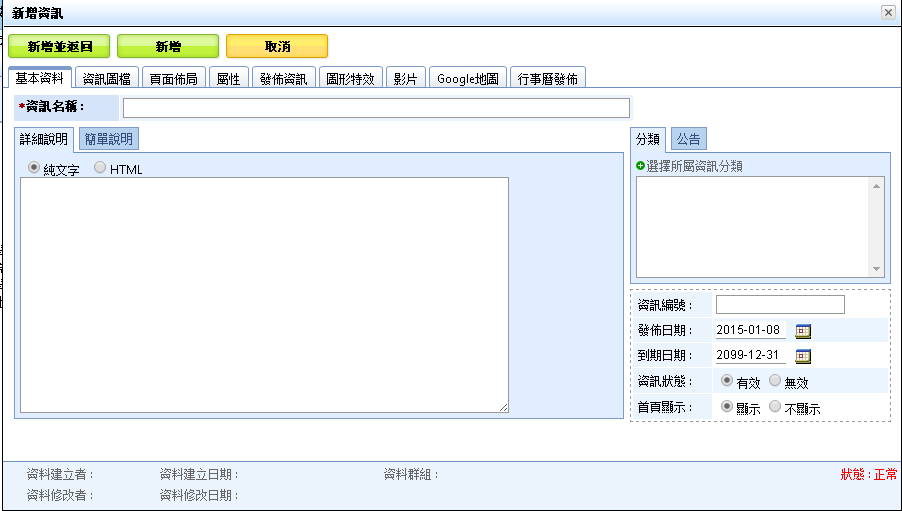 新增資訊
新增並返回 新增 取消
基本資料 資訊圖檔 頁面佈局 屬性 發佈資訊 圖形特效 影片 Google地圖 行事曆發佈
*資訊名稱：
詳細說明 簡單說明
純文字 HTML
分類 公告
選擇所屬資訊分類
資訊編號：
發佈日期： 2015-01-08
到期日期： 2099-12-31
資訊狀態： 有效 無效
首頁顯示： 顯示 不顯示
資料建立者： 資料建立日期： 資料群組： 狀態：正常
資料修改者： 資料修改日期：